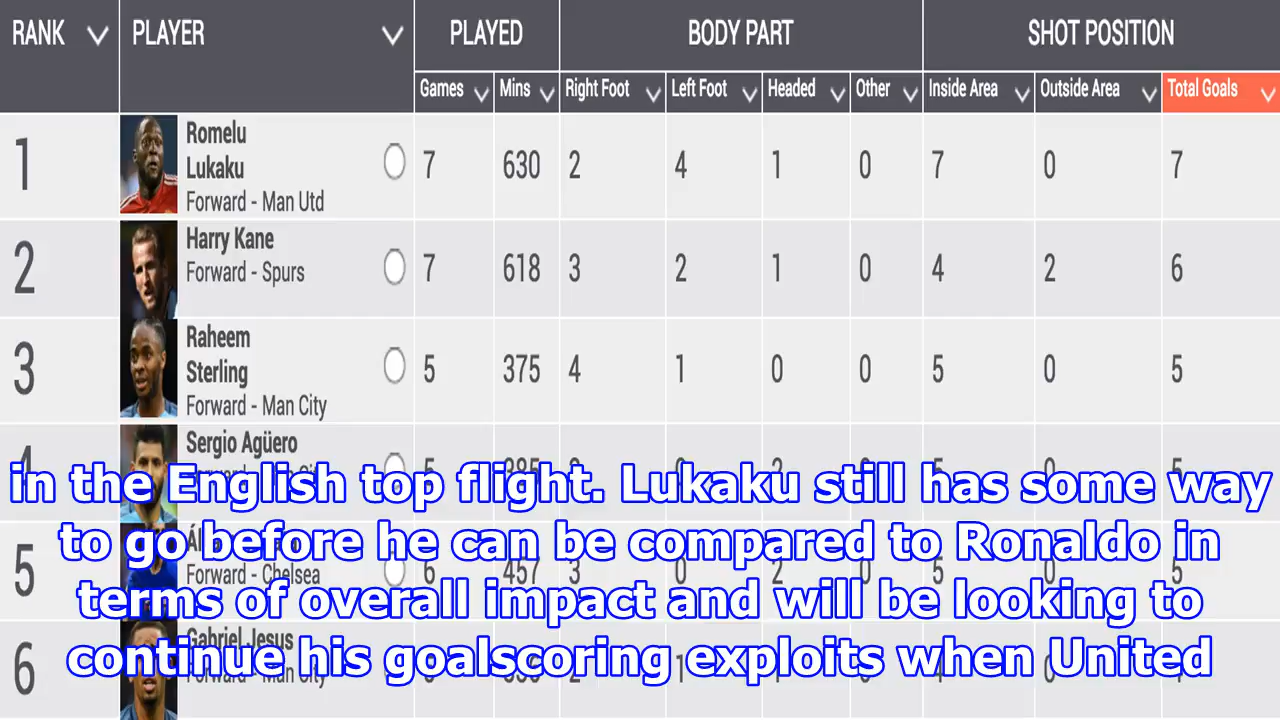 RANK PLAYER PLAYED BODY PART SHOT POSITION
Games Mins Right Foot Left Foot Headed Other Inside Area Outside Area Total Goals
1 Romelu Lukaku 7 630 2 4 1 0 7 0 7
Forward - Man Utd
2 Harry Kane 7 618 3 2 1 0 4 2 6
Forward - Spurs
3 Raheem Sterling 5 375 4 1 0 0 5 0 5
Forward - Man City
4 Sergio Agüero
in the English top flight. Lukaku still has some way
to go before he can be compared to Ronaldo in
5 Forward - Chelsea 6 457 3 0 2 0 5 0 5
terms of overall impact and will be looking to
6 Gabriel Jesus
continue his goalscoring exploits when United